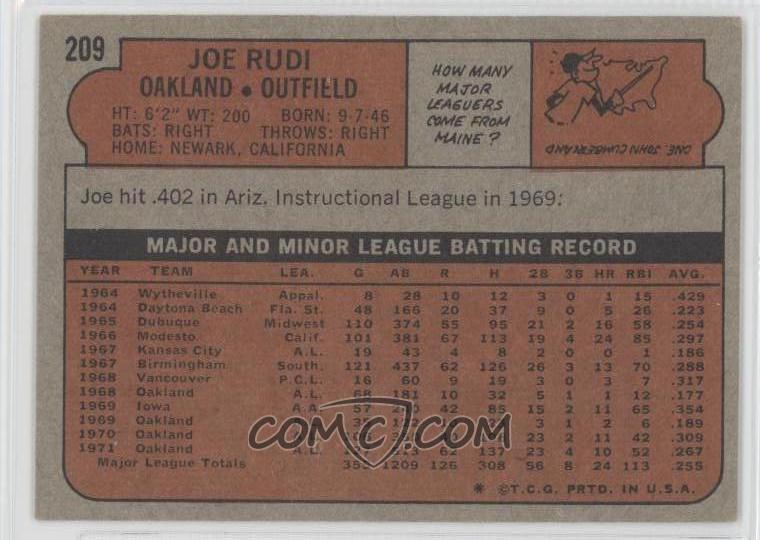 209
JOE RUDI
OAKLAND • OUTFIELD
HT: 6'2" WT: 200 BORN: 9-7-46
BATS: RIGHT THROWS: RIGHT
HOME: NEWARK, CALIFORNIA
HOW MANY
MAJOR
LEAGUERS
COME FROM
MAINE?
ONE. JOHN CUMBERLAND
Joe hit .402 in Ariz. Instructional League in 1969.
MAJOR AND MINOR LEAGUE BATTING RECORD
YEAR TEAM LEA. G AB R H 2B 3B HR RBI AVG.
1964 Wytheville Appal. 8 28 10 12 3 0 1 15 .429
1964 Daytona Beach Fla. St. 48 166 20 37 9 0 5 26 .223
1965 Dubuque Midwest 110 374 55 95 21 2 16 58 .254
1966 Modesto Calif. 101 381 67 113 19 4 24 85 .297
1967 Kansas City A.L. 19 43 4 8 2 0 0 1 .186
1967 Birmingham South. 121 437 62 126 26 3 13 70 .288
1968 Vancouver P.C.L. 16 60 9 19 3 0 3 7 .317
1968 Oakland A.L. 68 181 10 32 5 1 1 12 .177
1969 Iowa A.A. 57 42 85 15 2 11 65 .354
1969 Oakland 3 1 2 6 .189
1970 Oakland 23 2 11 42 .309
1971 Oakland A.L. 62 137 23 4 10 52 .267
Major League Totals 1209 126 308 56 8 24 113 .255
COMC.COM
* ©T.C.G. PRTD. IN U.S.A.